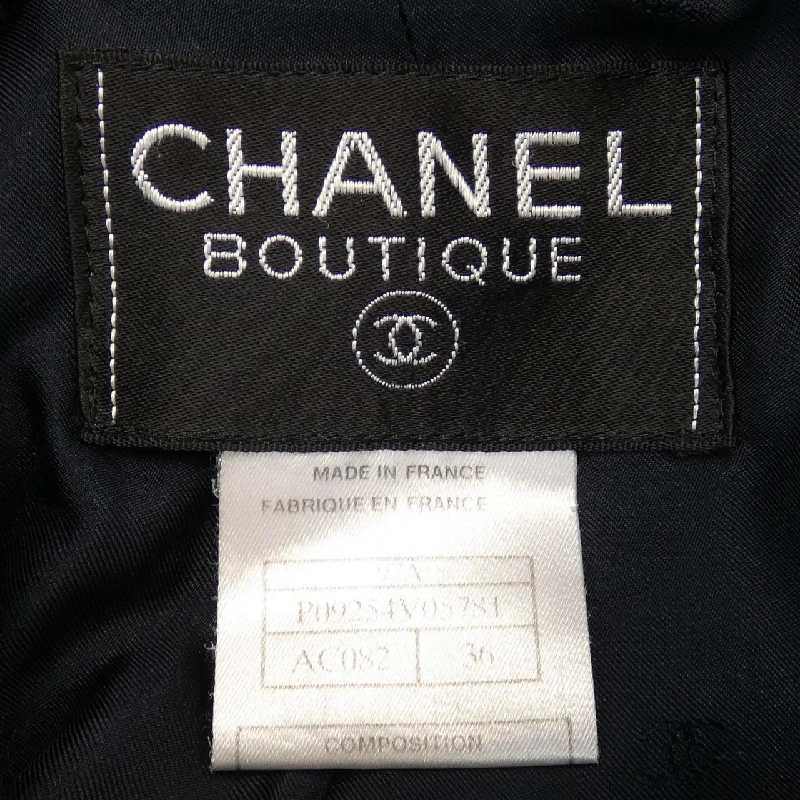 CHANEL
BOUTIQUE
MADE IN FRANCE
FABRIQUE EN FRANCE
97A
P09254V05781
AC082 36
COMPOSITION